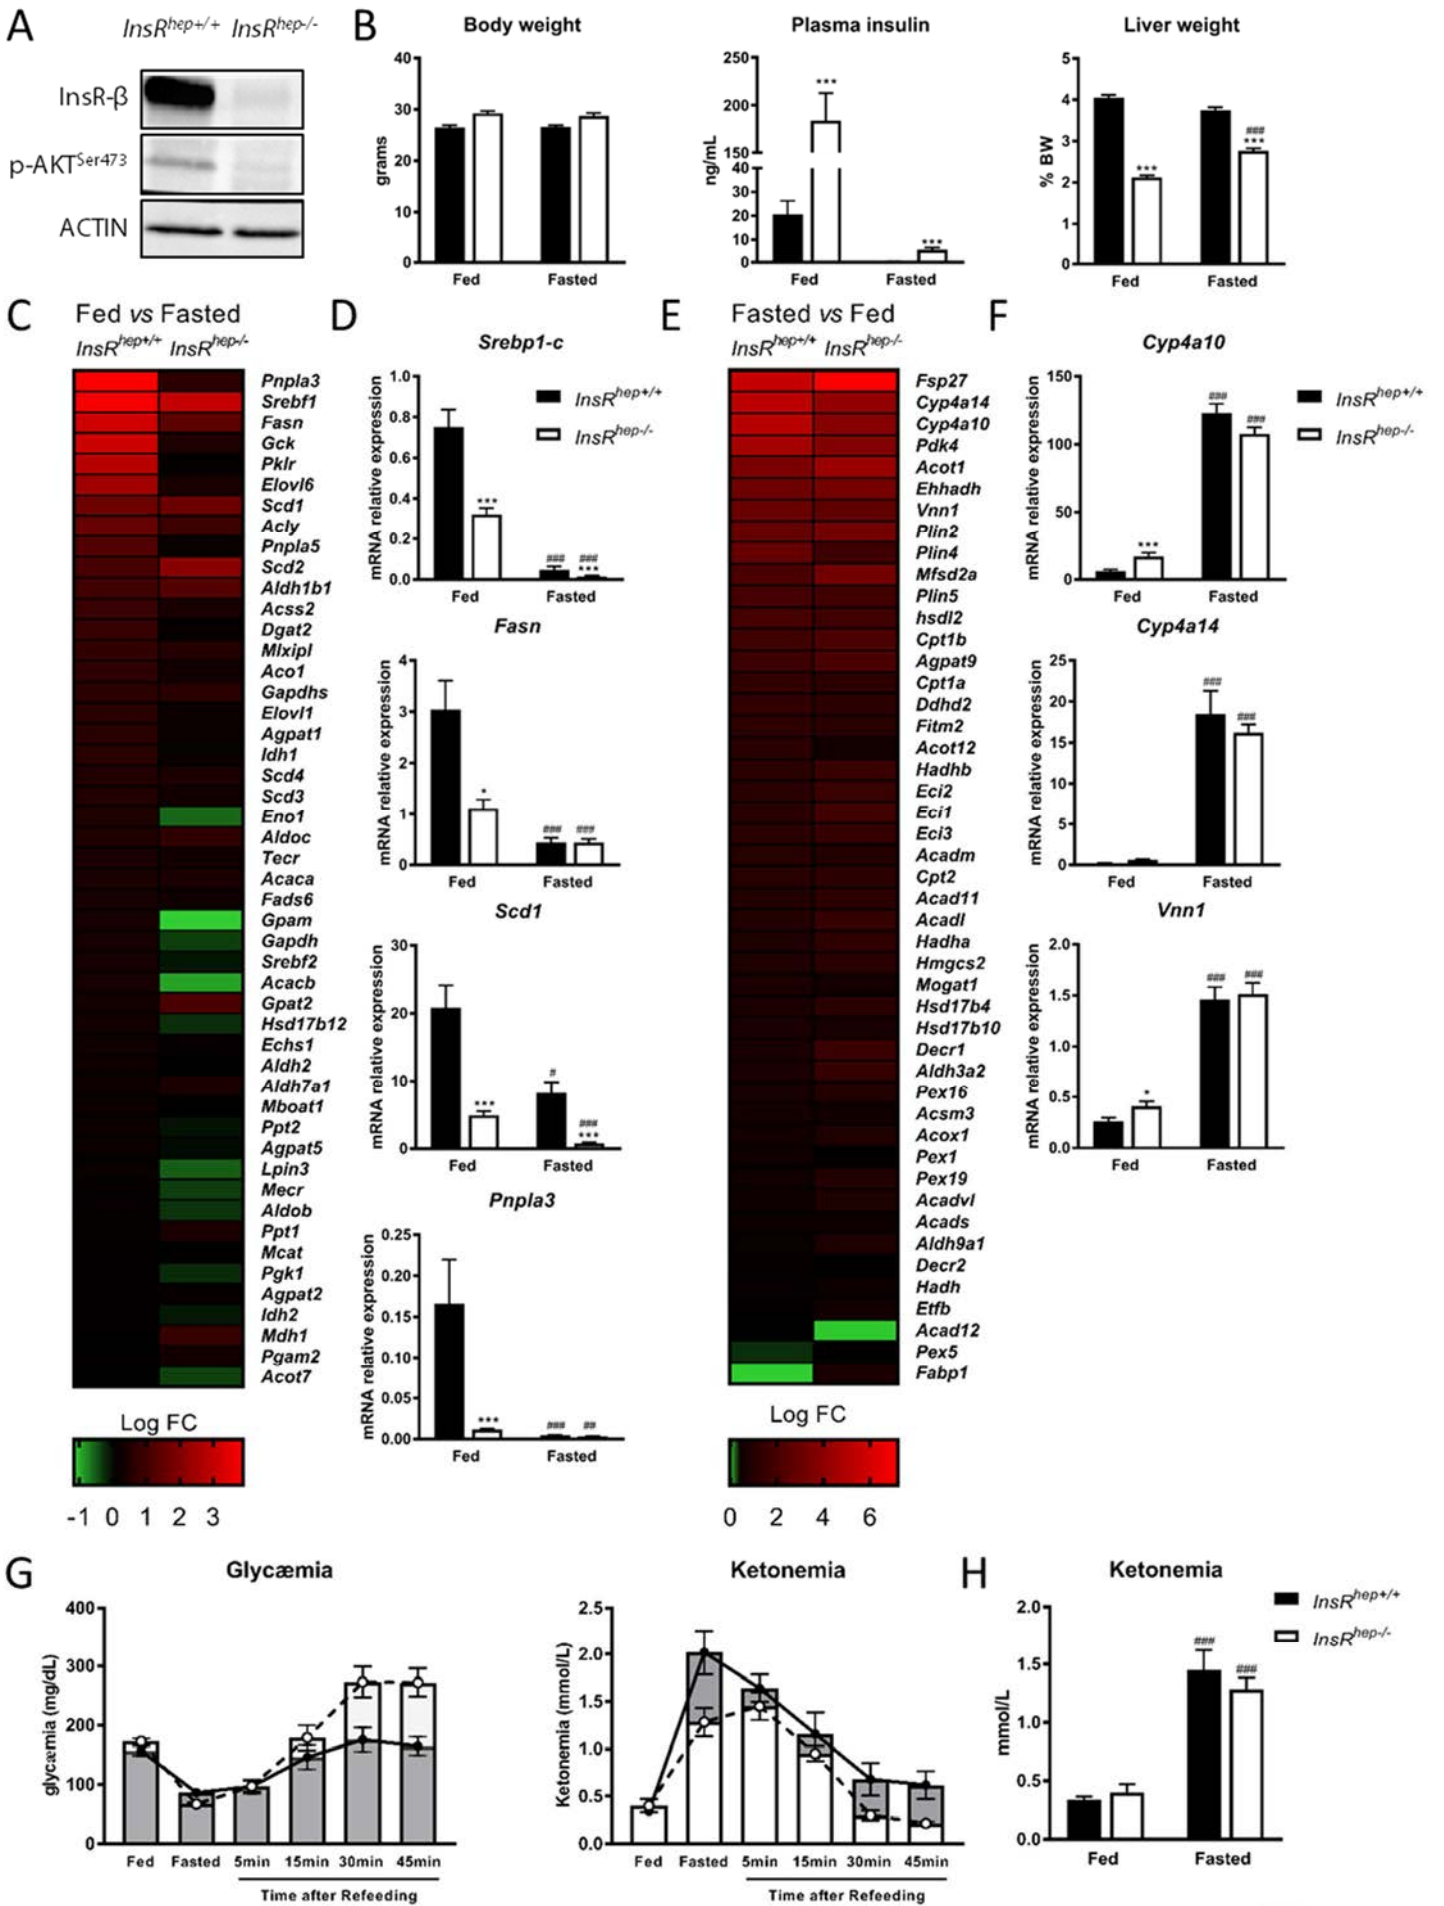 A
InsR^hep+/+ InsR^hep-/-
InsR-β
p-AKT^Ser473
ACTIN
B
Body weight
40
30
20
10
0
grams
Fed
Fasted
Plasma insulin
250
200
150
40
30
20
10
0
ng/mL
***
***
Fed
Fasted
Liver weight
5
4
3
2
1
0
% BW
***
###
***
Fed
Fasted
C
Fed vs Fasted
InsR^hep+/+ InsR^hep-/-
Pnpla3
Srebf1
Fasn
Gck
Pklr
Elovl6
Scd1
Acly
Pnpla5
Scd2
Aldh1b1
Acss2
Dgat2
Mlxipl
Aco1
Gapdhs
Elovl1
Agpat1
Idh1
Scd4
Scd3
Eno1
Aldoc
Tecr
Acaca
Fads6
Gpam
Gapdh
Srebf2
Acacb
Gpat2
Hsd17b12
Echs1
Aldh2
Aldh7a1
Mboat1
Ppt2
Agpat5
Lpin3
Mecr
Aldob
Ppt1
Mcat
Pgk1
Agpat2
Idh2
Mdh1
Pgam2
Acot7
Log FC
-1 0 1 2 3
D
Srebp1-c
InsR^hep+/+
InsR^hep-/-
1.0
0.8
0.6
0.4
0.2
0.0
mRNA relative expression
***
###
###
***
Fed
Fasted
Fasn
4
3
2
1
0
mRNA relative expression
*
###
###
Fed
Fasted
Scd1
30
20
10
0
mRNA relative expression
***
#
###
***
Fed
Fasted
Pnpla3
0.25
0.20
0.15
0.10
0.05
0.00
mRNA relative expression
***
###
##
Fed
Fasted
E
Fasted vs Fed
InsR^hep+/+ InsR^hep-/-
Fsp27
Cyp4a14
Cyp4a10
Pdk4
Acot1
Ehhadh
Vnn1
Plin2
Plin4
Mfsd2a
Plin5
hsdl2
Cpt1b
Agpat9
Cpt1a
Ddhd2
Fitm2
Acot12
Hadhb
Eci2
Eci1
Eci3
Acadm
Cpt2
Acad11
Acadl
Hadha
Hmgcs2
Mogat1
Hsd17b4
Hsd17b10
Decr1
Aldh3a2
Pex16
Acsm3
Acox1
Pex1
Pex19
Acadvl
Acads
Aldh9a1
Decr2
Hadh
Etfb
Acad12
Pex5
Fabp1
Log FC
0 2 4 6
F
Cyp4a10
InsR^hep+/+
InsR^hep-/-
150
100
50
0
mRNA relative expression
***
###
###
Fed
Fasted
Cyp4a14
25
20
15
10
5
0
mRNA relative expression
###
###
Fed
Fasted
Vnn1
2.0
1.5
1.0
0.5
0.0
mRNA relative expression
*
###
###
Fed
Fasted
G
Glycæmia
400
300
200
100
0
glycæmia (mg/dL)
Fed Fasted 5min 15min 30min 45min
Time after Refeeding
Ketonemia
2.5
2.0
1.5
1.0
0.5
0.0
Ketonemia (mmol/L)
Fed Fasted 5min 15min 30min 45min
Time after Refeeding
H
Ketonemia
InsR^hep+/+
InsR^hep-/-
2.0
1.5
1.0
0.5
0.0
mmol/L
###
###
Fed
Fasted